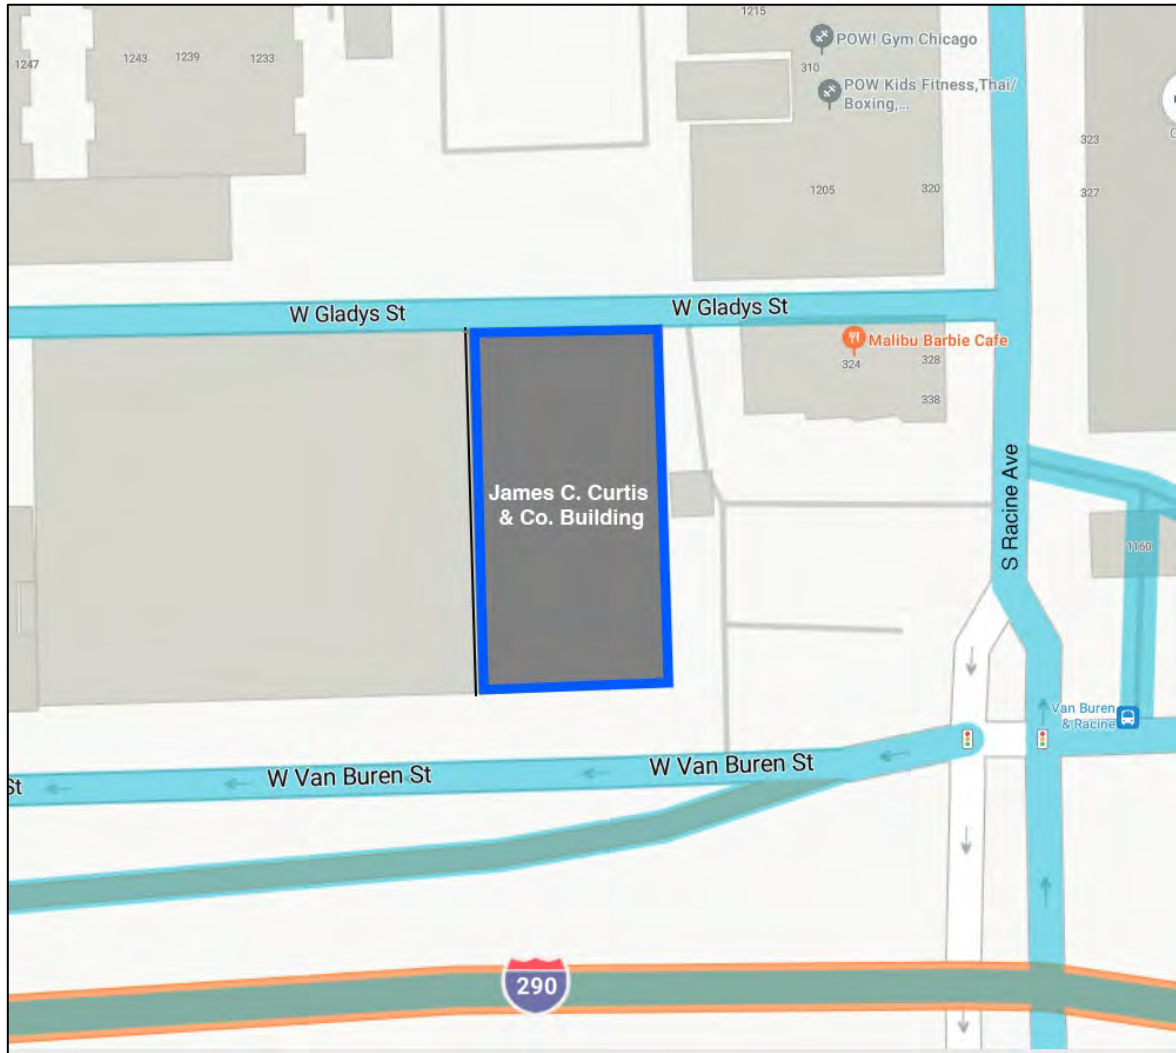 1215
POW! Gym Chicago
1247
1243
1239
1233
310
POW Kids Fitness,Thai/
Boxing,...
323
1205
320
327
W Gladys St
W Gladys St
Malibu Barbie Cafe
324
328
338
James C. Curtis
& Co. Building
S Racine Ave
1160
Van Buren
& Racine
W Van Buren St
W Van Buren St
St
290